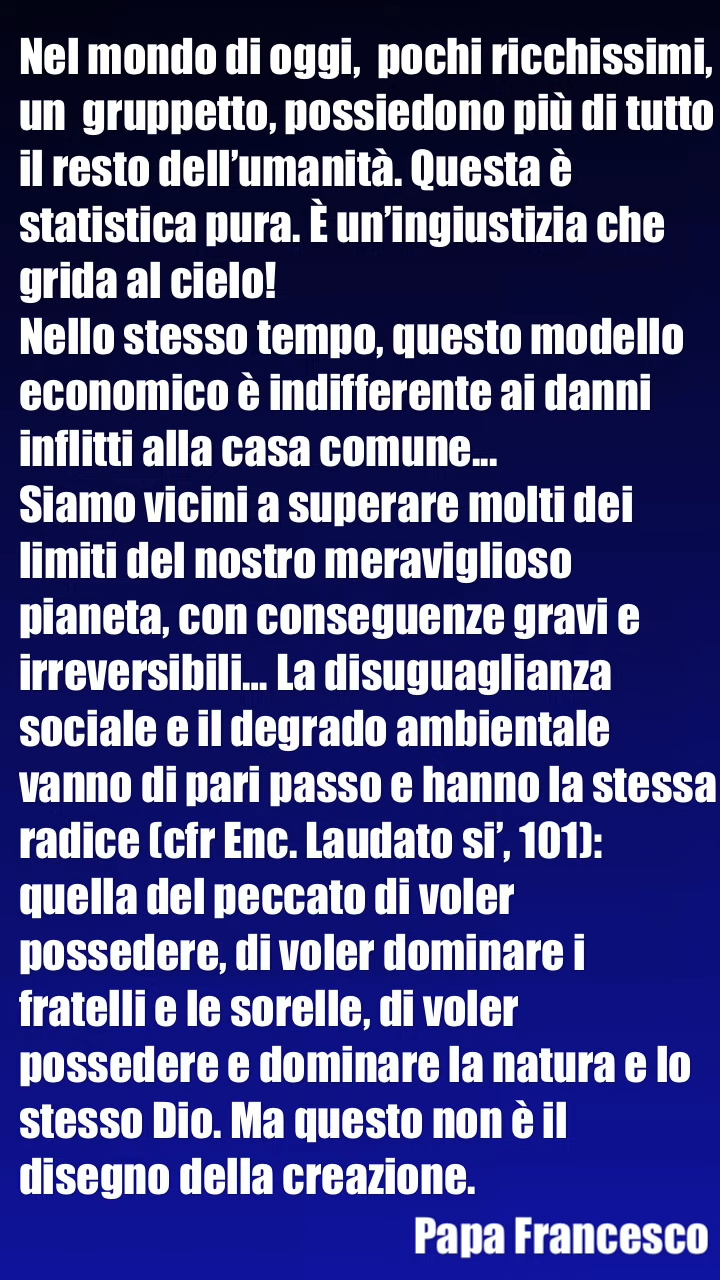 Nel mondo di oggi,  pochi ricchissimi,
un  gruppetto, possiedono più di tutto
il resto dell’umanità. Questa è
statistica pura. È un’ingiustizia che
grida al cielo!
Nello stesso tempo, questo modello
economico è indifferente ai danni
inflitti alla casa comune...
Siamo vicini a superare molti dei
limiti del nostro meraviglioso
pianeta, con conseguenze gravi e
irreversibili... La disuguaglianza
sociale e il degrado ambientale
vanno di pari passo e hanno la stessa
radice (cfr Enc. Laudato si’, 101):
quella del peccato di voler
possedere, di voler dominare i
fratelli e le sorelle, di voler
possedere e dominare la natura e lo
stesso Dio. Ma questo non è il
disegno della creazione.
Papa Francesco